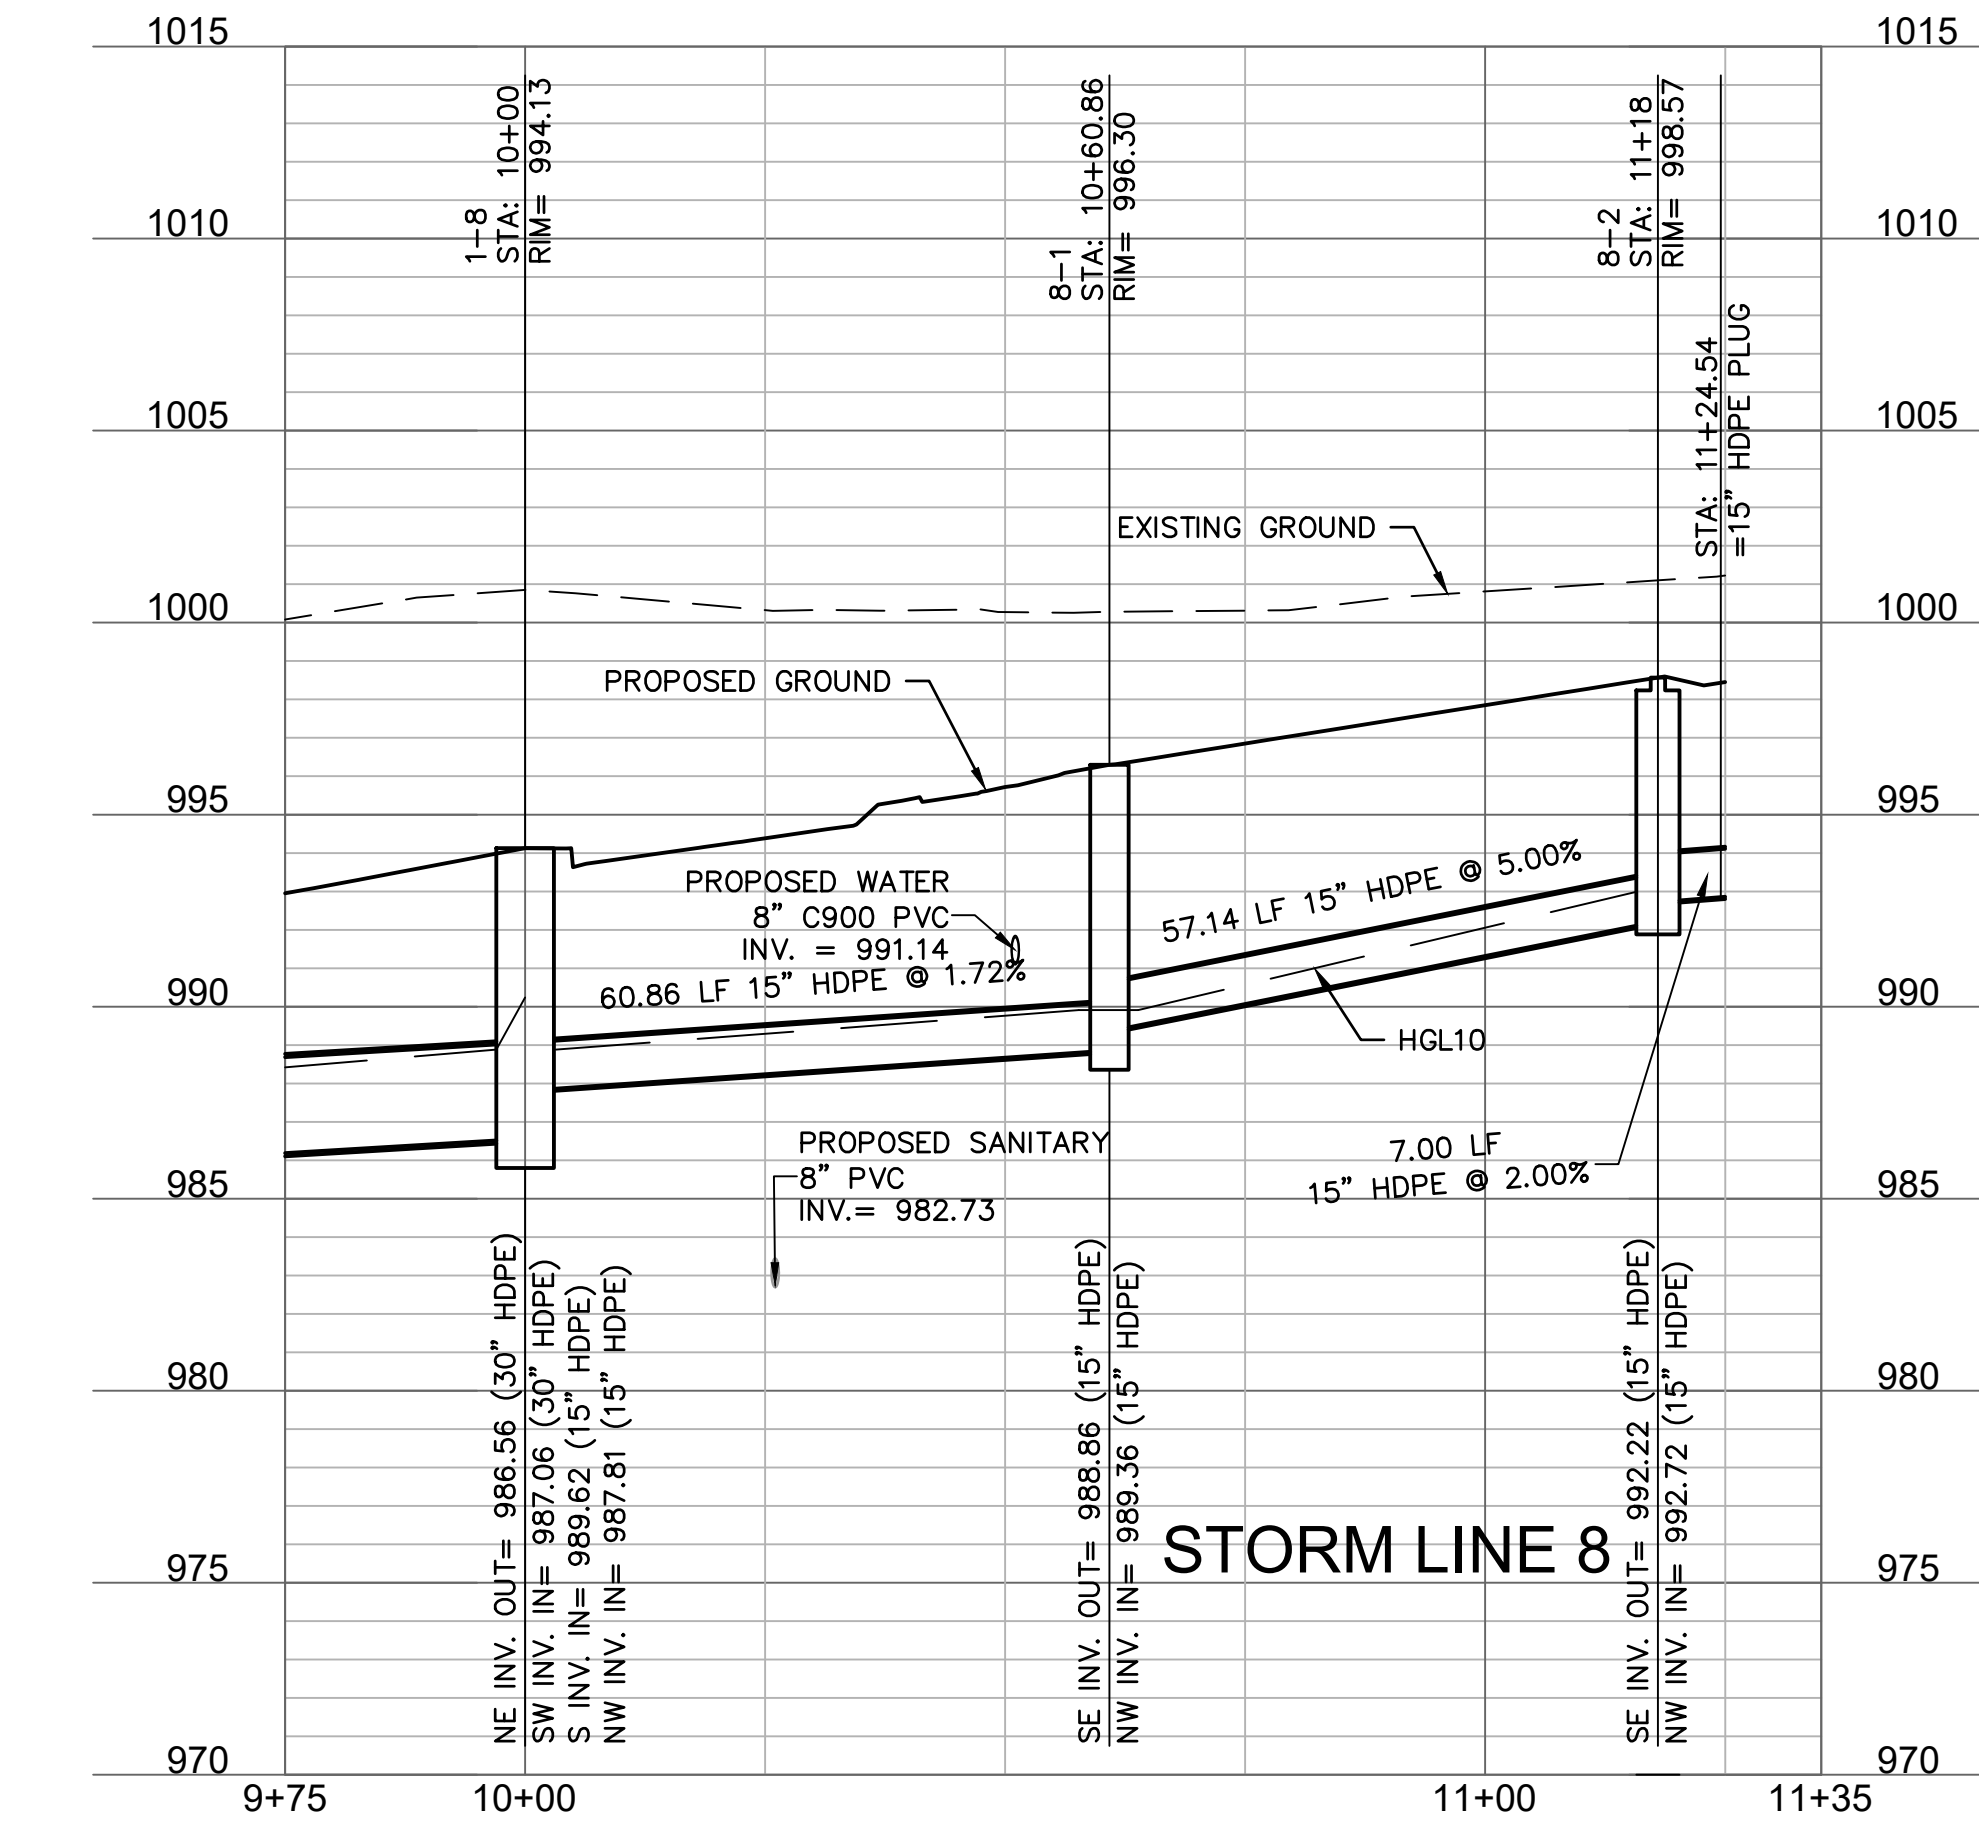 1015
1015
1010
1010
1005
1005
1000
1000
995
995
990
990
985
985
980
980
975
975
970
970
1–8
STA: 10+00
RIM= 994.13
8–1
STA: 10+60.86
RIM= 996.30
8–2
STA: 11+18
RIM= 998.57
STA: 11+24.54
=15” HDPE PLUG
EXISTING GROUND
PROPOSED GROUND
PROPOSED WATER
8” C900 PVC
INV. = 991.14
60.86 LF 15” HDPE @ 1.72%
57.14 LF 15” HDPE @ 5.00%
HGL10
PROPOSED SANITARY
8” PVC
INV.= 982.73
7.00 LF
15” HDPE @ 2.00%
NE INV. OUT= 986.56 (30” HDPE)
SW INV. IN= 987.06 (30” HDPE)
S INV. IN= 989.62 (15” HDPE)
NW INV. IN= 987.81 (15” HDPE)
SE INV. OUT= 988.86 (15” HDPE)
NW INV. IN= 989.36 (15” HDPE)
SE INV. OUT= 992.22 (15” HDPE)
NW INV. IN= 992.72 (15” HDPE)
STORM LINE 8
9+75
10+00
11+00
11+35